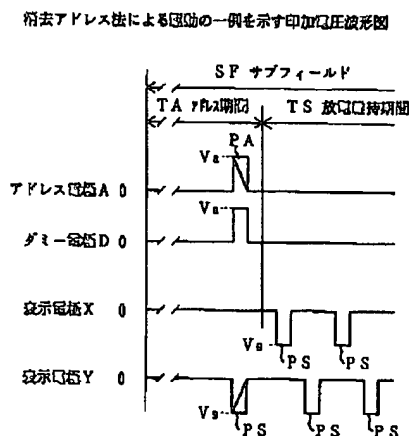 消去アドレス法による駆動の一例を示す印加電圧波形図
SF サブフィールド
TA アドレス期間 TS 放電維持期間
PA
Va
アドレス電極A 0
Va
ダミー電極D 0
表示電極X 0
Vs
PS PS
表示電極Y 0
Vs
PS PS PS